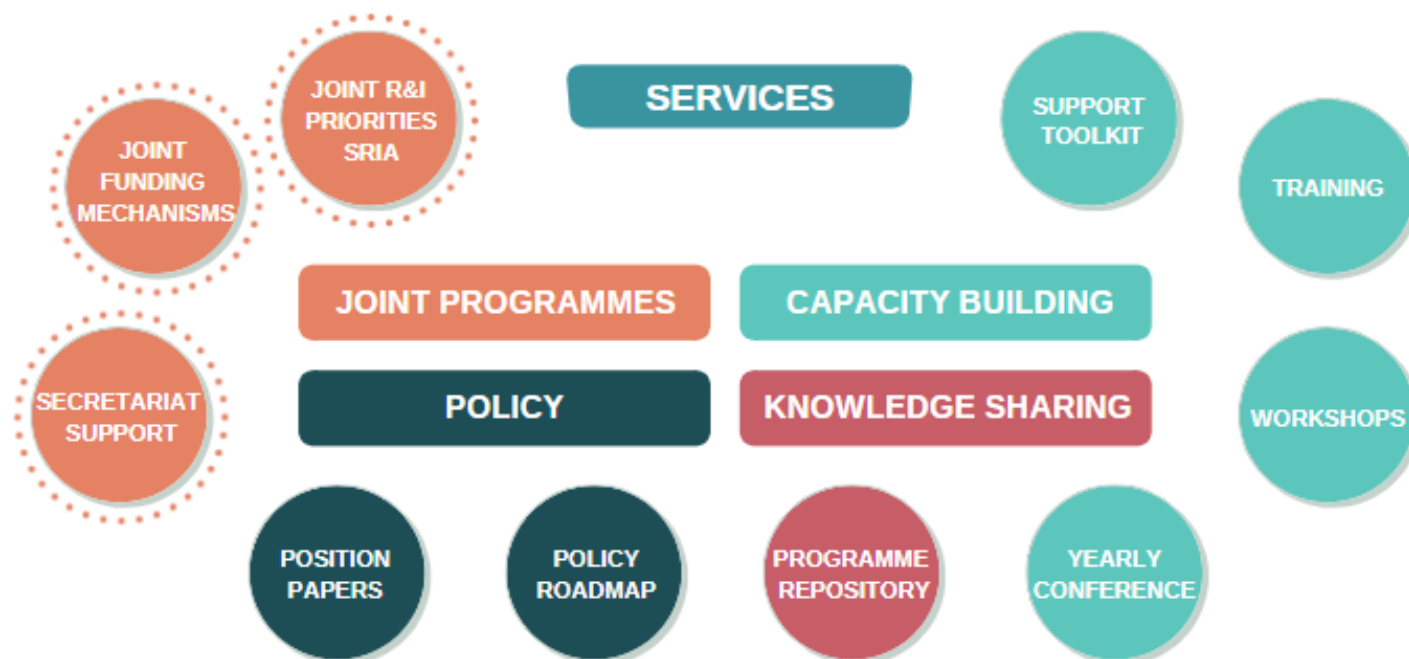 JOINT R&I
PRIORITIES
SRIA
SERVICES
SUPPORT
TOOLKIT
JOINT
FUNDING
MECHANISMS
TRAINING
JOINT PROGRAMMES
CAPACITY BUILDING
SECRETARIAT
SUPPORT
POLICY
KNOWLEDGE SHARING
WORKSHOPS
POSITION
PAPERS
POLICY
ROADMAP
PROGRAMME
REPOSITORY
YEARLY
CONFERENCE